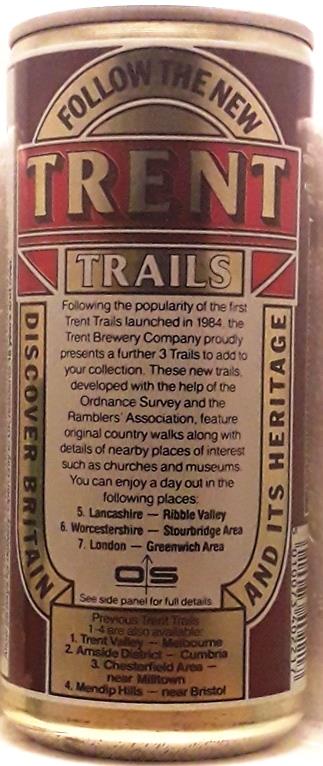 FOLLOW THE NEW
TRENT
TRAILS
DISCOVER BRITAIN
AND ITS HERITAGE
Following the popularity of the first
Trent Trails launched in 1984, the
Trent Brewery Company proudly
presents a further 3 Trails to add to
your collection. These new trails,
developed with the help of the
Ordnance Survey and the
Ramblers' Association, feature
original country walks along with
details of nearby places of interest
such as churches and museums.
You can enjoy a day out in the
following places:
5. Lancashire — Ribble Valley
6. Worcestershire — Stourbridge Area
7. London — Greenwich Area
OS
See side panel for full details
Previous Trent Trails
1-4 are also available:
1. Trent Valley — Melbourne
2. Arnside District — Cumbria
3. Chesterfield Area —
near Milltown
4. Mendip Hills — near Bristol